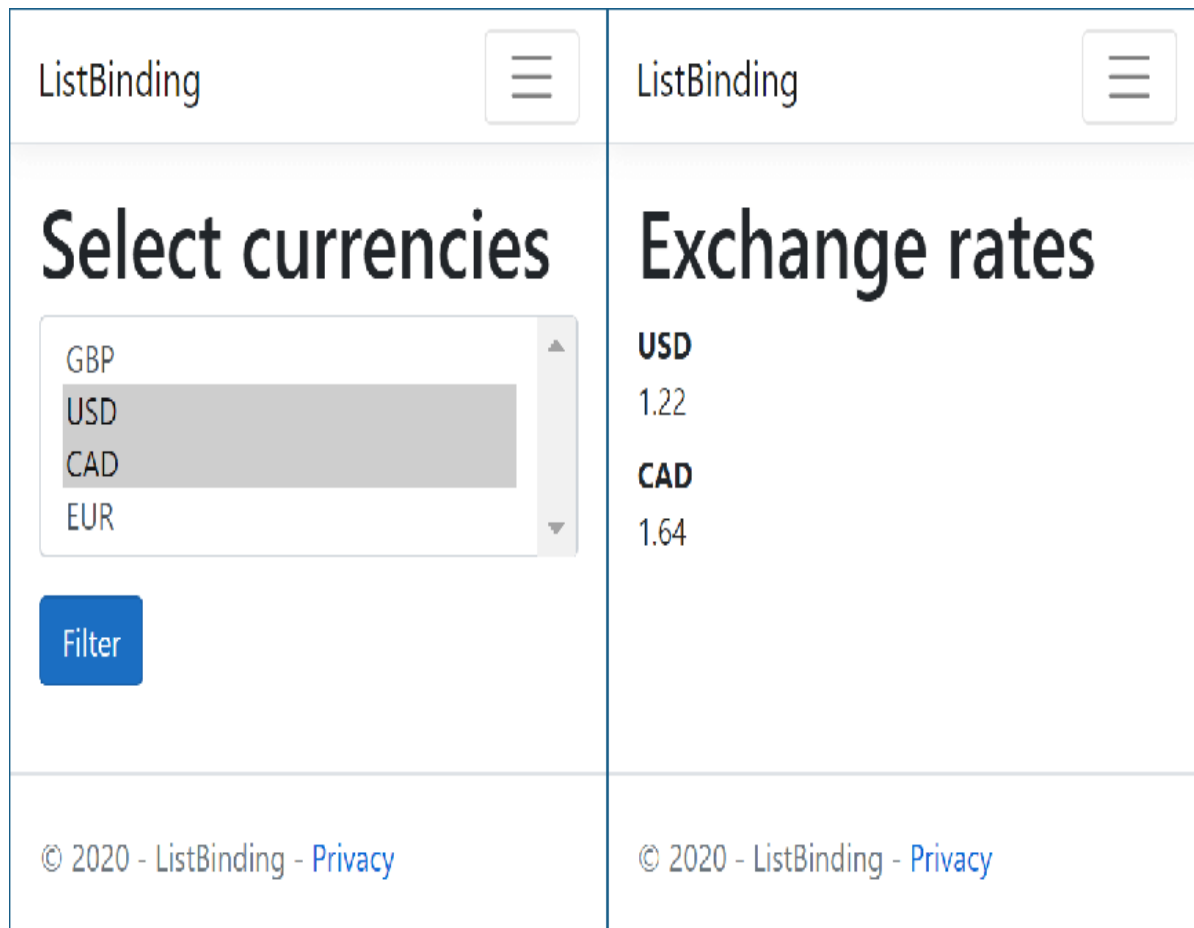 ListBinding
Select currencies
GBP
USD
CAD
EUR
Filter
© 2020 - ListBinding - Privacy
ListBinding
Exchange rates
USD
1.22
CAD
1.64
© 2020 - ListBinding - Privacy